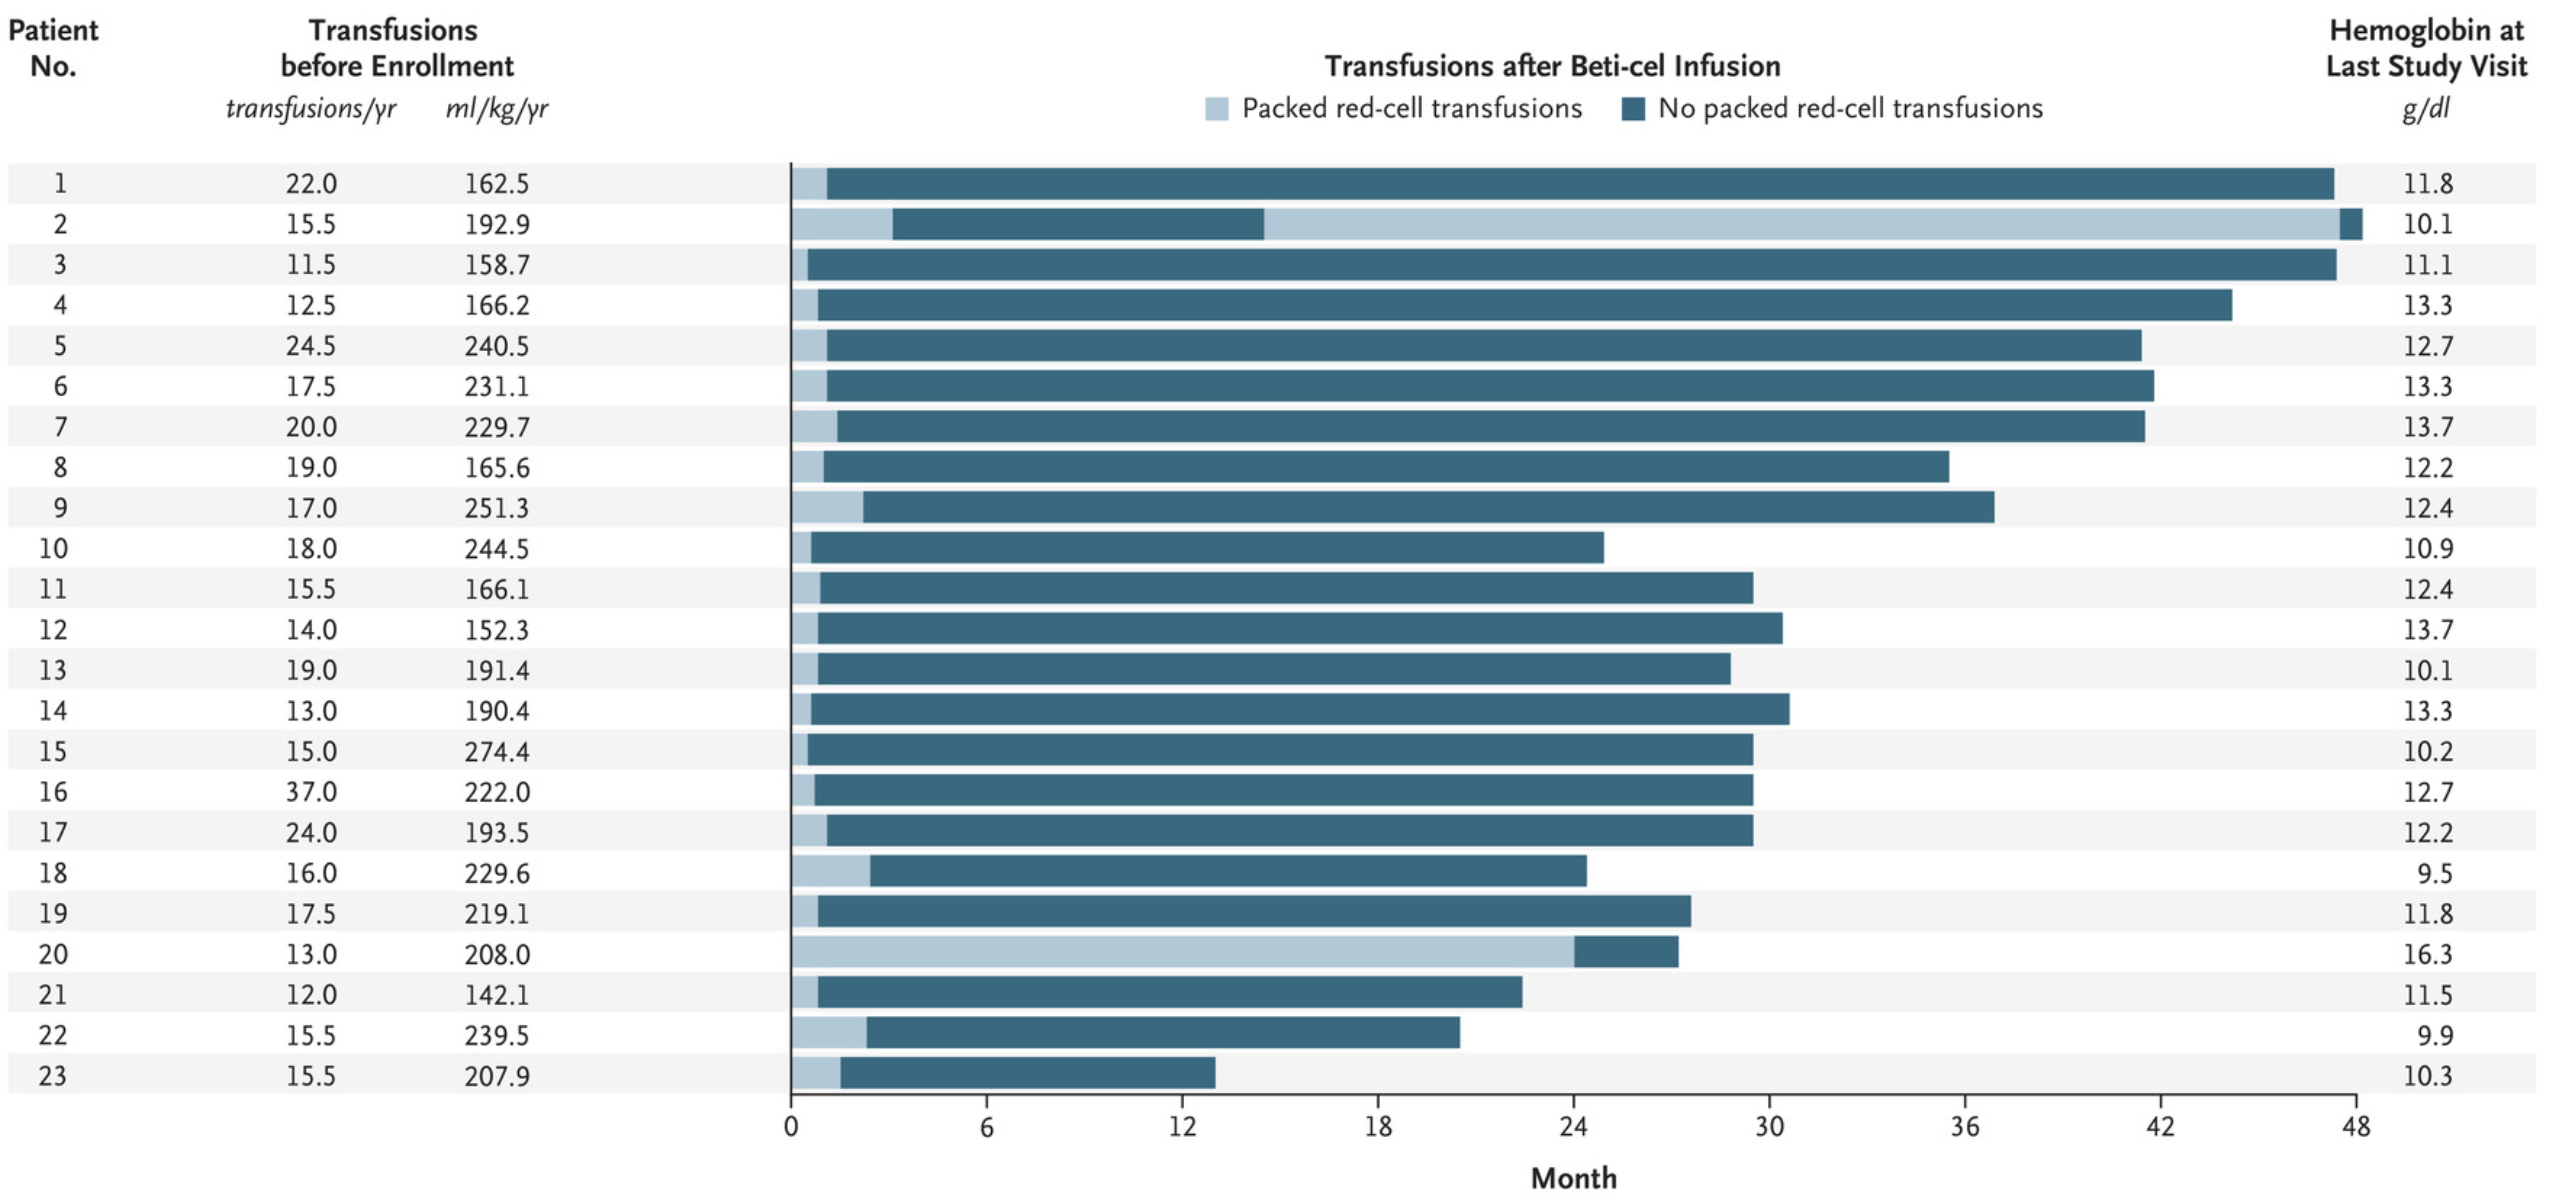 Patient No.
Transfusions before Enrollment
transfusions/yr ml/kg/yr
Transfusions after Beti-cel Infusion
Packed red-cell transfusions No packed red-cell transfusions
Hemoglobin at Last Study Visit
g/dl
1 22.0 162.5 11.8
2 15.5 192.9 10.1
3 11.5 158.7 11.1
4 12.5 166.2 13.3
5 24.5 240.5 12.7
6 17.5 231.1 13.3
7 20.0 229.7 13.7
8 19.0 165.6 12.2
9 17.0 251.3 12.4
10 18.0 244.5 10.9
11 15.5 166.1 12.4
12 14.0 152.3 13.7
13 19.0 191.4 10.1
14 13.0 190.4 13.3
15 15.0 274.4 10.2
16 37.0 222.0 12.7
17 24.0 193.5 12.2
18 16.0 229.6 9.5
19 17.5 219.1 11.8
20 13.0 208.0 16.3
21 12.0 142.1 11.5
22 15.5 239.5 9.9
23 15.5 207.9 10.3
0 6 12 18 24 30 36 42 48
Month